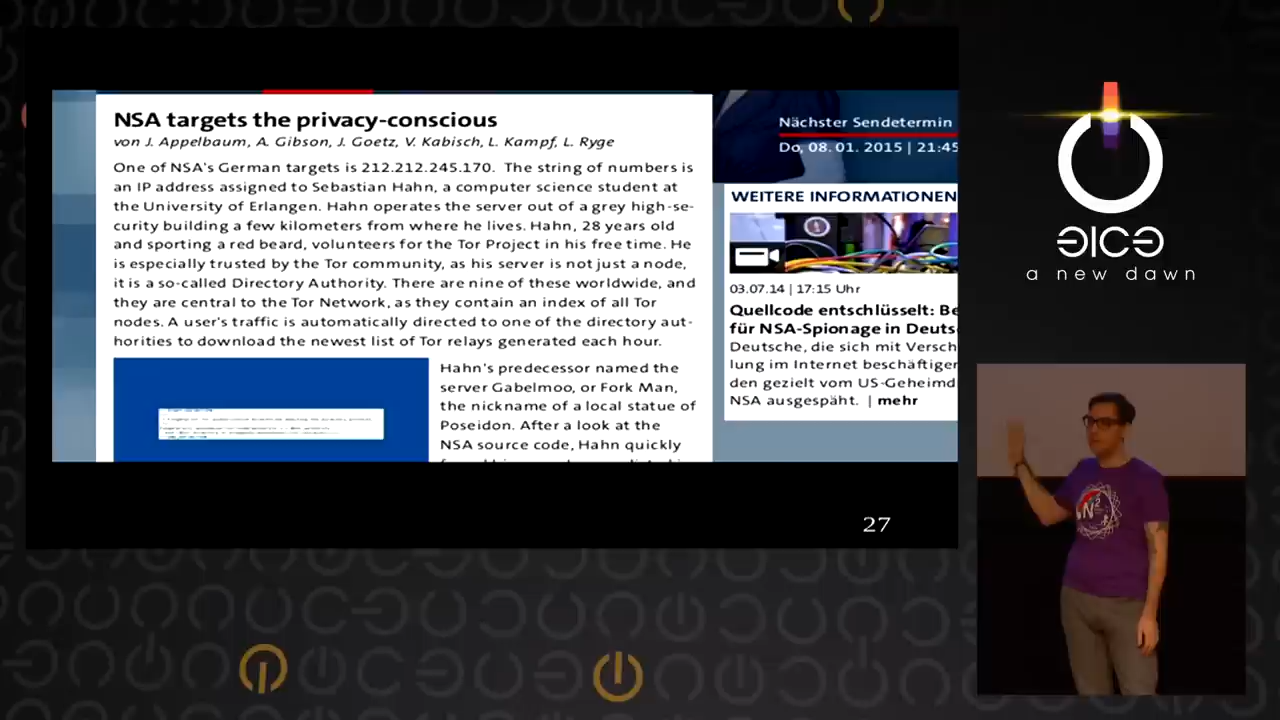 NSA targets the privacy-conscious
von J. Appelbaum, A. Gibson, J. Goetz, V. Kabisch, L. Kampf, L. Ryge
One of NSA's German targets is 212.212.245.170. The string of numbers is
an IP address assigned to Sebastian Hahn, a computer science student at
the University of Erlangen. Hahn operates the server out of a grey high-se-
curity building a few kilometers from where he lives. Hahn, 28 years old
and sporting a red beard, volunteers for the Tor Project in his free time. He
is especially trusted by the Tor community, as his server is not just a node,
it is a so-called Directory Authority. There are nine of these worldwide, and
they are central to the Tor Network, as they contain an index of all Tor
nodes. A user's traffic is automatically directed to one of the directory aut-
horities to download the newest list of Tor relays generated each hour.
Hahn's predecessor named the
server Gabelmoo, or Fork Man,
the nickname of a local statue of
Poseidon. After a look at the
NSA source code, Hahn quickly
Nächster Sendetermin
Do, 08. 01. 2015 | 21:45
WEITERE INFORMATIONEN
03.07.14 | 17:15 Uhr
Quellcode entschlüsselt: Be
für NSA-Spionage in Deuts
Deutsche, die sich mit Versch
lung im Internet beschäftige
den gezielt vom US-Geheimd
NSA ausgespäht. | mehr
27
a new dawn
N2